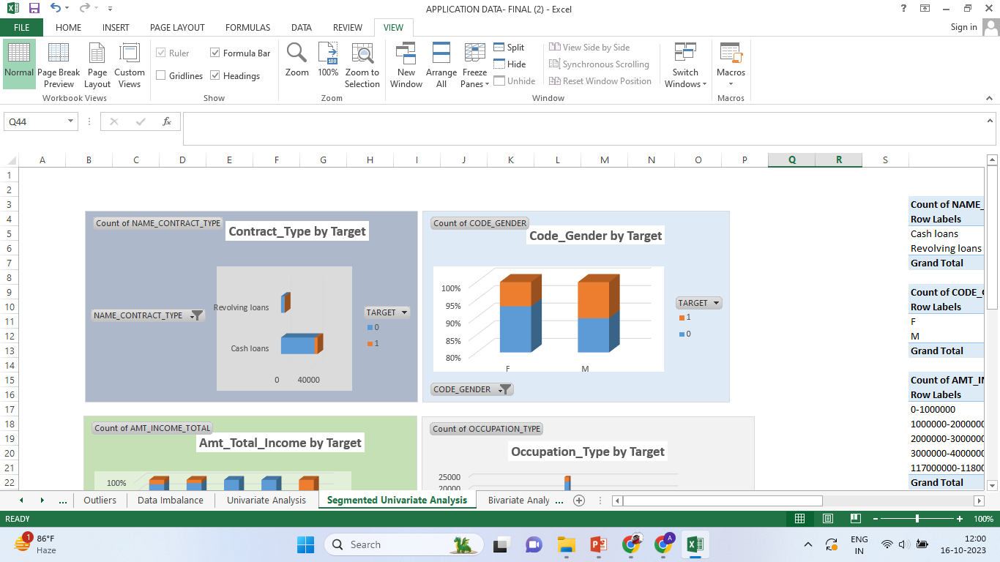 APPLICATION DATA- FINAL (2) - Excel
?
FILE HOME INSERT PAGE LAYOUT FORMULAS DATA REVIEW VIEW Sign in
Normal
Page Break Preview
Page Layout
Custom Views
Workbook Views
Ruler
Formula Bar
Gridlines
Headings
Show
Zoom
100%
Zoom to Selection
Zoom
New Window
Arrange All
Freeze Panes
Split
Hide
Unhide
View Side by Side
Synchronous Scrolling
Reset Window Position
Window
Switch Windows
Macros
Macros
Q44
fx
A B C D E F G H I J K L M N O P Q R S
1
2
3
4
5
6
7
8
9
10
11
12
13
14
15
16
17
18
19
20
21
22
Count of NAME_CONTRACT_TYPE
Contract_Type by Target
Revolving loans
NAME_CONTRACT_TYPE
Cash loans
0 40000
TARGET
0
1
Count of CODE_GENDER
Code_Gender by Target
100%
95%
90%
85%
80%
F M
TARGET
1
0
CODE_GENDER
Count of AMT_INCOME_TOTAL
Amt_Total_Income by Target
100%
Count of OCCUPATION_TYPE
Occupation_Type by Target
25000
20000
Count of NAME_
Row Labels
Cash loans
Revolving loans
Grand Total
Count of CODE_G
Row Labels
F
M
Grand Total
Count of AMT_IN
Row Labels
0-1000000
1000000-2000000
2000000-3000000
3000000-4000000
117000000-11800
Grand Total
... Outliers Data Imbalance Univariate Analysis Segmented Univariate Analysis Bivariate Analy ...
READY 100%
1
86°F
Haze
Search
A
ENG
IN
12:00
16-10-2023